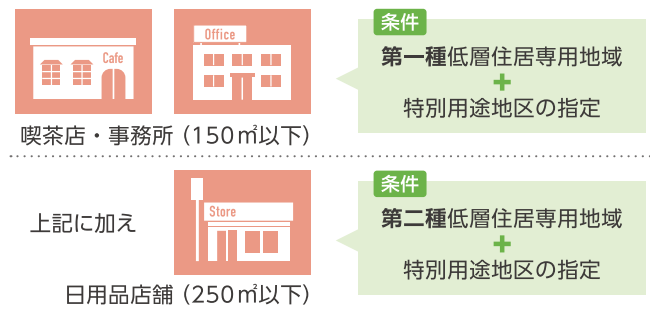 Cafe
Office
喫茶店・事務所（150㎡以下）
条件
第一種低層住居専用地域
+
特別用途地区の指定
上記に加え
Store
日用品店舗（250㎡以下）
条件
第二種低層住居専用地域
+
特別用途地区の指定